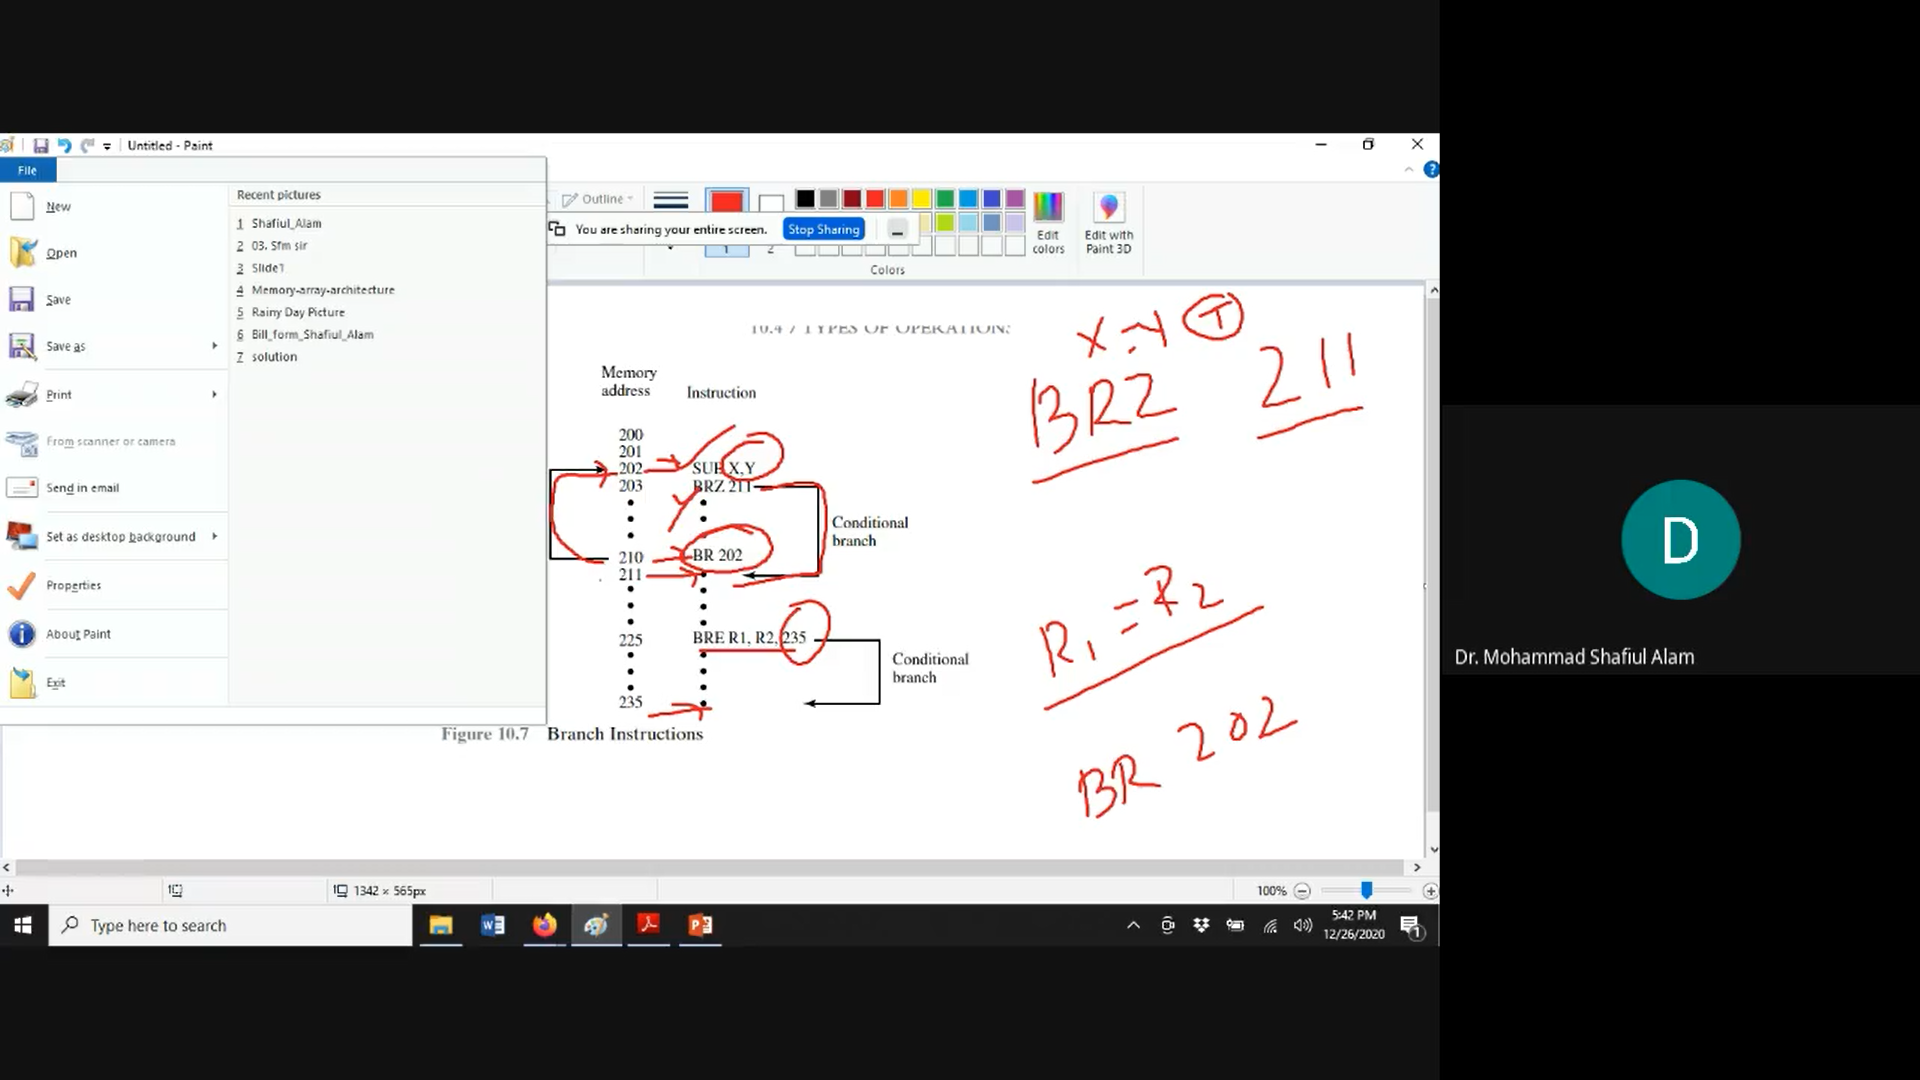 Untitled - Paint
File
New
Open
Save
Save as
Print
From scanner or camera
Send in email
Set as desktop background
Properties
About Paint
Exit
Recent pictures
1 Shafiul_Alam
2 03. Sfm sir
3 Slide1
4 Memory-array-architecture
5 Rainy Day Picture
6 Bill_form_Shafiul_Alam
7 solution
Outline
You are sharing your entire screen.
Stop Sharing
1
2
Edit colors
Edit with Paint 3D
Colors
10.4 / TYPES OF OPERATION
Memory address
Instruction
200
201
202 SUB X,Y
203 BRZ 211
Conditional branch
210 BR 202
211
225 BRE R1, R2, 235
Conditional branch
235
Figure 10.7 Branch Instructions
X = Y T
BRZ 211
R1 = R2
BR 202
1342 × 565px
100%
Type here to search
5:42 PM
12/26/2020
1
D
Dr. Mohammad Shafiul Alam